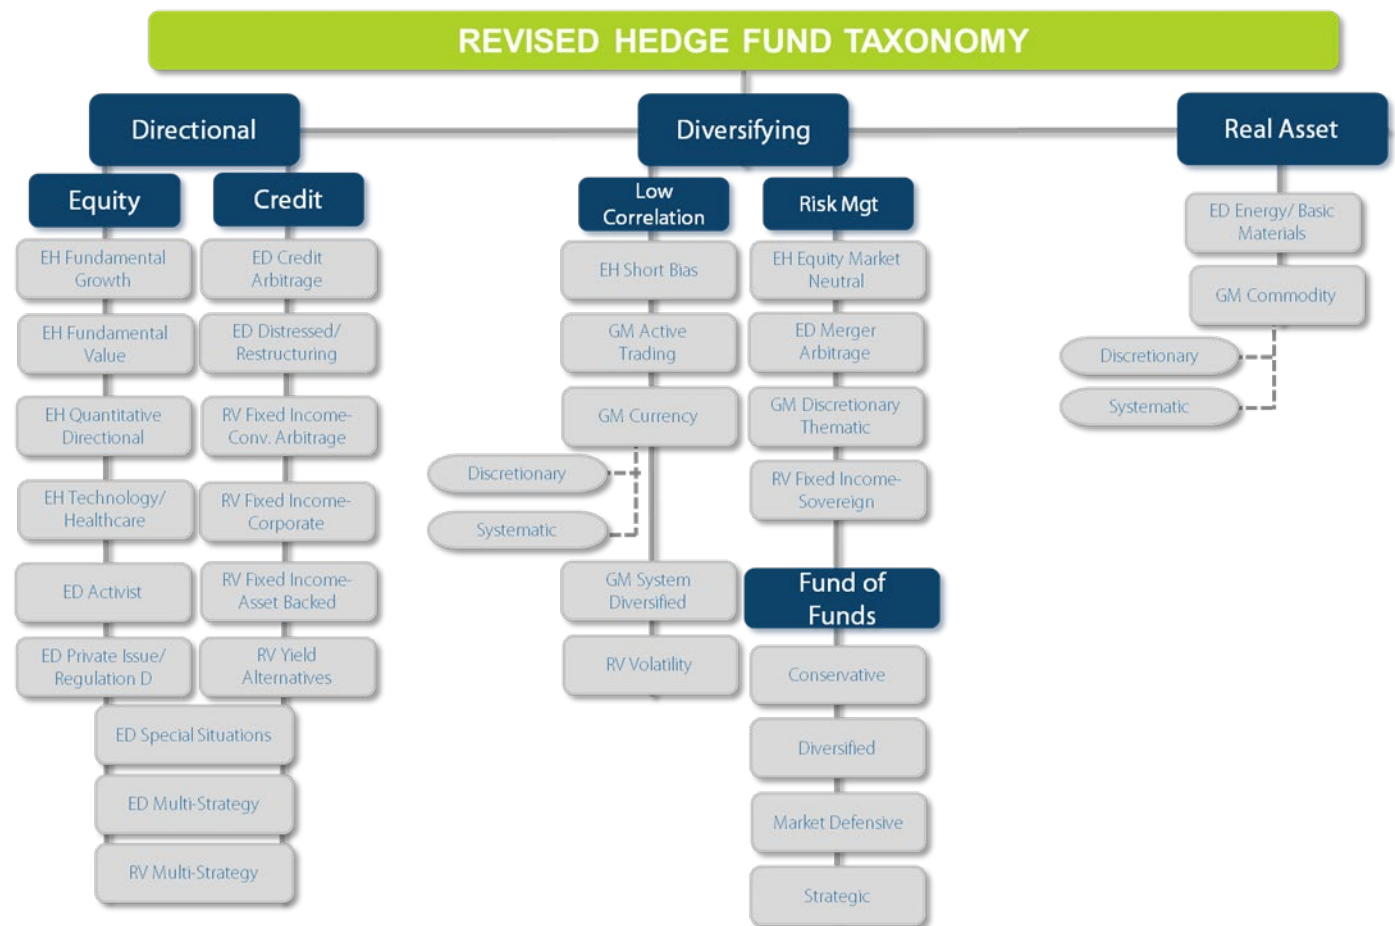 REVISED HEDGE FUND TAXONOMY
Directional
Equity
EH Fundamental
Growth
EH Fundamental
Value
EH Quantitative
Directional
EH Technology/
Healthcare
ED Activist
ED Private Issue/
Regulation D
Credit
ED Credit
Arbitrage
ED Distressed/
Restructuring
RV Fixed Income-
Conv. Arbitrage
RV Fixed Income-
Corporate
RV Fixed Income-
Asset Backed
RV Yield
Alternatives
ED Special Situations
ED Multi-Strategy
RV Multi-Strategy
Diversifying
Low
Correlation
EH Short Bias
GM Active
Trading
GM Currency
Discretionary
Systematic
GM System
Diversified
RV Volatility
Risk Mgt
EH Equity Market
Neutral
ED Merger
Arbitrage
GM Discretionary
Thematic
RV Fixed Income-
Sovereign
Fund of
Funds
Conservative
Diversified
Market Defensive
Strategic
Real Asset
ED Energy/ Basic
Materials
GM Commodity
Discretionary
Systematic